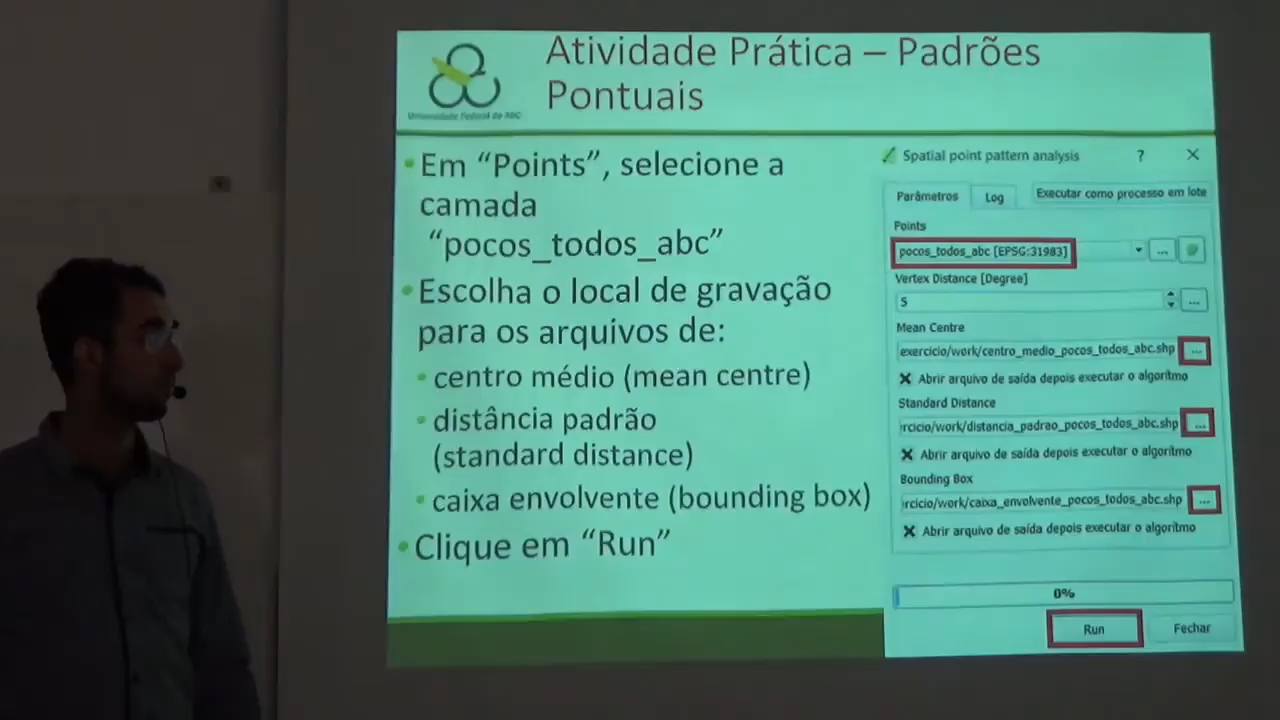 Atividade Prática – Padrões
Pontuais
Universidade Federal do ABC
• Em “Points”, selecione a
camada
“pocos_todos_abc”
• Escolha o local de gravação
para os arquivos de:
• centro médio (mean centre)
• distância padrão
(standard distance)
• caixa envolvente (bounding box)
• Clique em “Run”
Spatial point pattern analysis ? ×
Parâmetros Log Executar como processo em lote
Points
pocos_todos_abc [EPSG:31983] ...
Vertex Distance [Degree]
5 ...
Mean Centre
exercicio/work/centro_medio_pocos_todos_abc.shp ...
Abrir arquivo de saída depois executar o algoritmo
Standard Distance
rcicio/work/distancia_padrao_pocos_todos_abc.shp ...
Abrir arquivo de saída depois executar o algoritmo
Bounding Box
rcicio/work/caixa_envolvente_pocos_todos_abc.shp ...
Abrir arquivo de saída depois executar o algoritmo
0%
Run Fechar